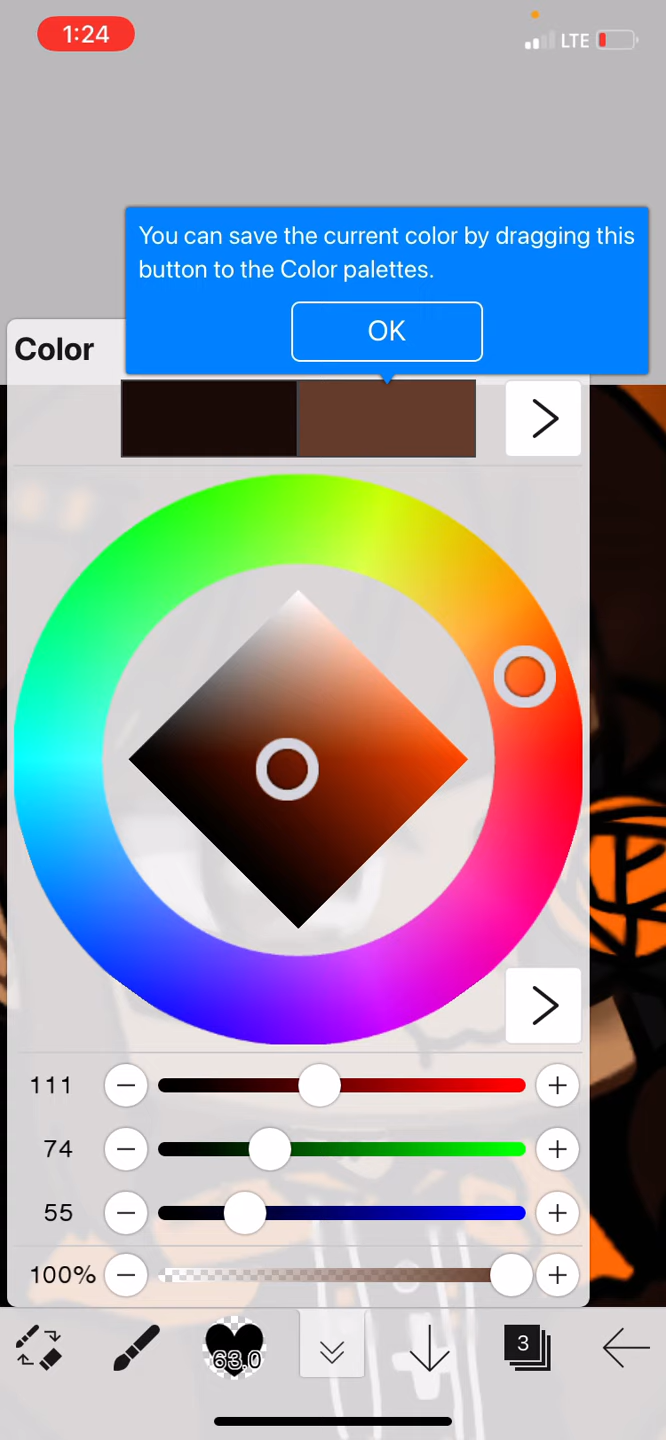 1:24
LTE
You can save the current color by dragging this
button to the Color palettes.
OK
Color
111
74
55
100%
63.0
3